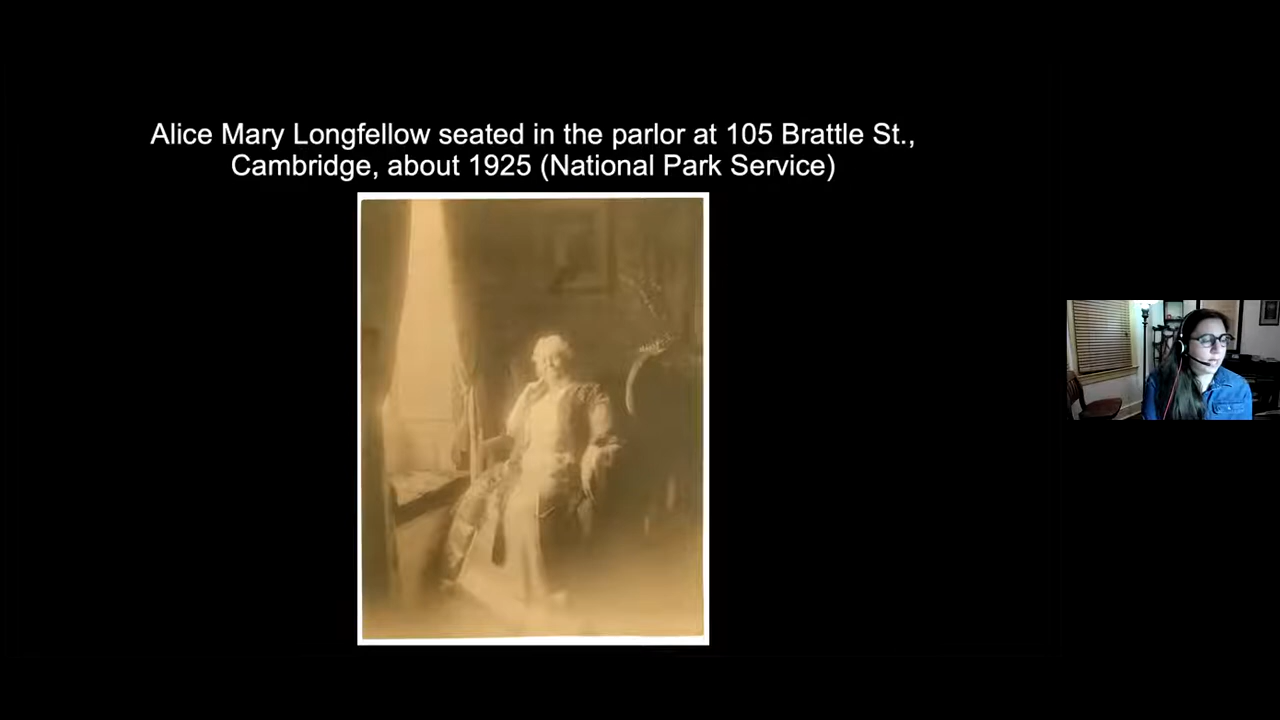 Alice Mary Longfellow seated in the parlor at 105 Brattle St.,
Cambridge, about 1925 (National Park Service)